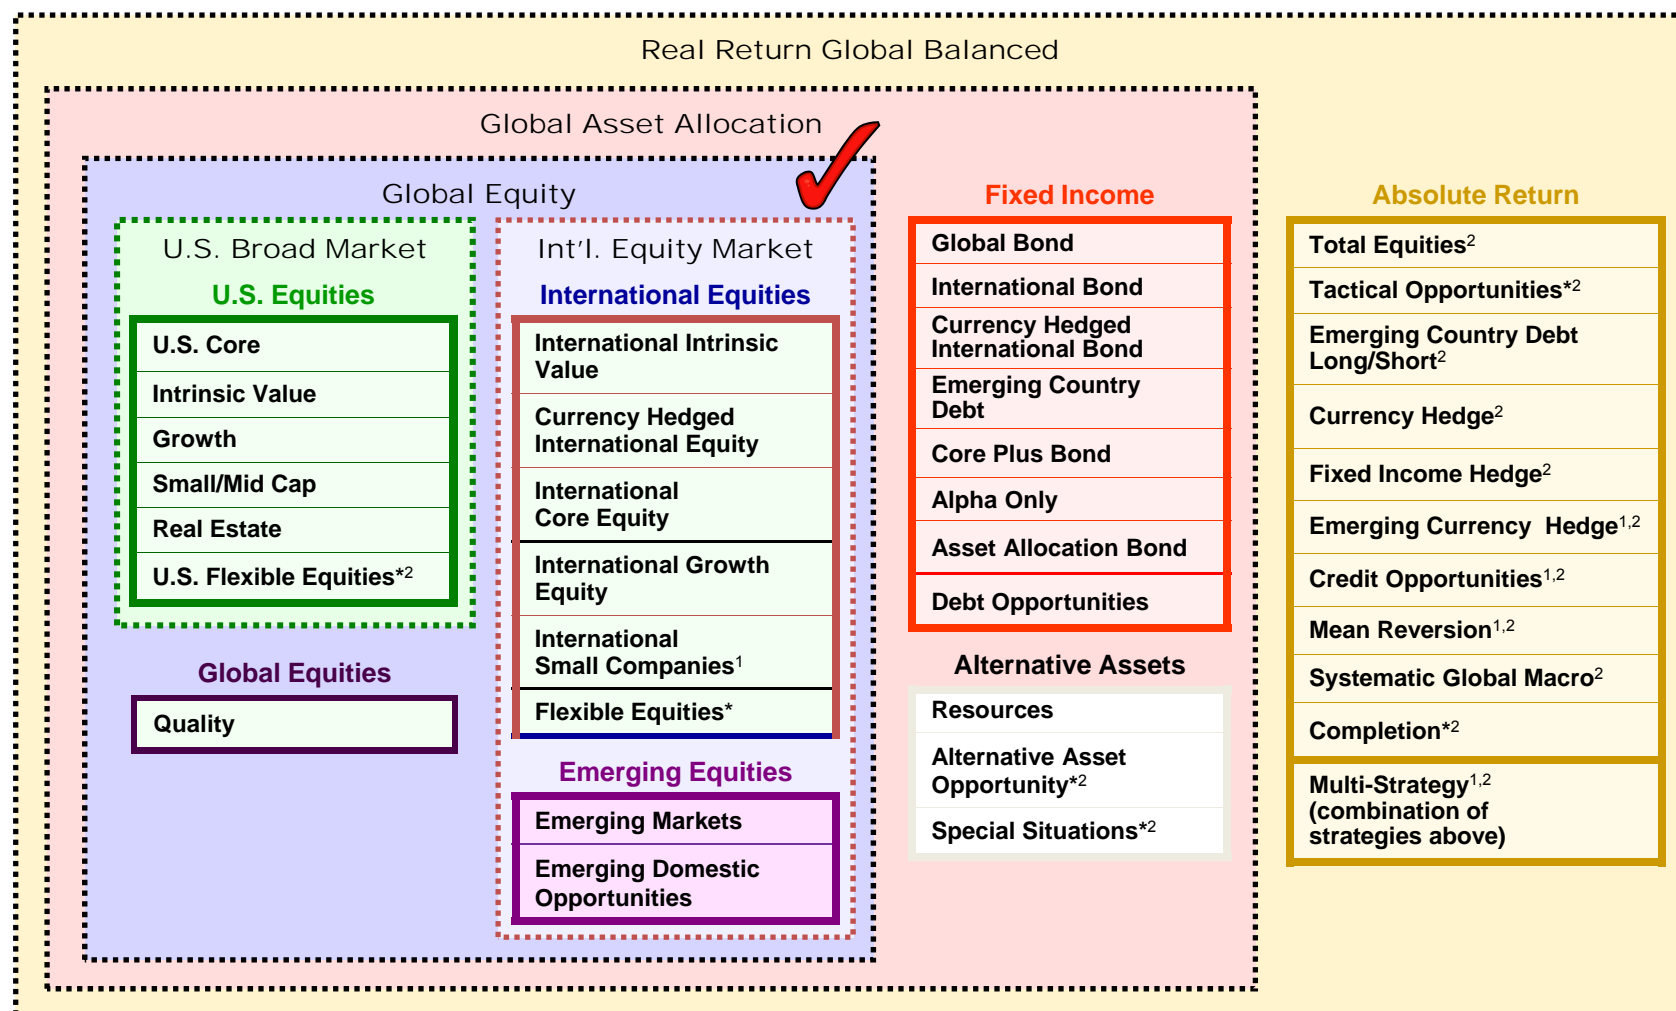 Real Return Global Balanced
Global Asset Allocation
Global Equity
U.S. Broad Market
U.S. Equities
U.S. Core
Intrinsic Value
Growth
Small/Mid Cap
Real Estate
U.S. Flexible Equities*2
Global Equities
Quality
Int'l. Equity Market
International Equities
International Intrinsic
Value
Currency Hedged
International Equity
International
Core Equity
International Growth
Equity
International
Small Companies1
Flexible Equities*
Emerging Equities
Emerging Markets
Emerging Domestic
Opportunities
Fixed Income
Global Bond
International Bond
Currency Hedged
International Bond
Emerging Country
Debt
Core Plus Bond
Alpha Only
Asset Allocation Bond
Debt Opportunities
Alternative Assets
Resources
Alternative Asset
Opportunity*2
Special Situations*2
Absolute Return
Total Equities2
Tactical Opportunities*2
Emerging Country Debt
Long/Short2
Currency Hedge2
Fixed Income Hedge2
Emerging Currency Hedge1,2
Credit Opportunities1,2
Mean Reversion1,2
Systematic Global Macro2
Completion*2
Multi-Strategy1,2
(combination of
strategies above)